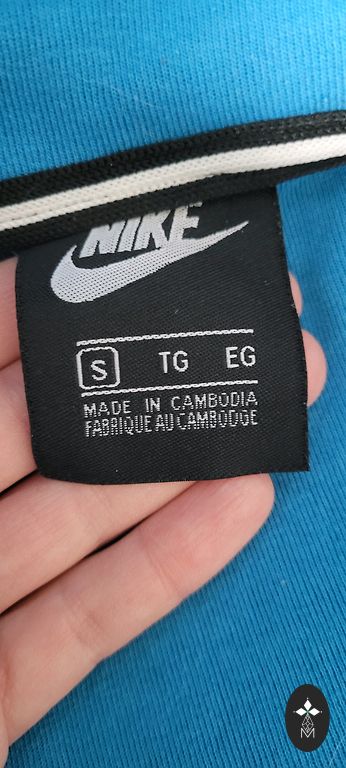 NIKE
S TG EG
MADE IN CAMBODIA
FABRIQUE AU CAMBODGE
M